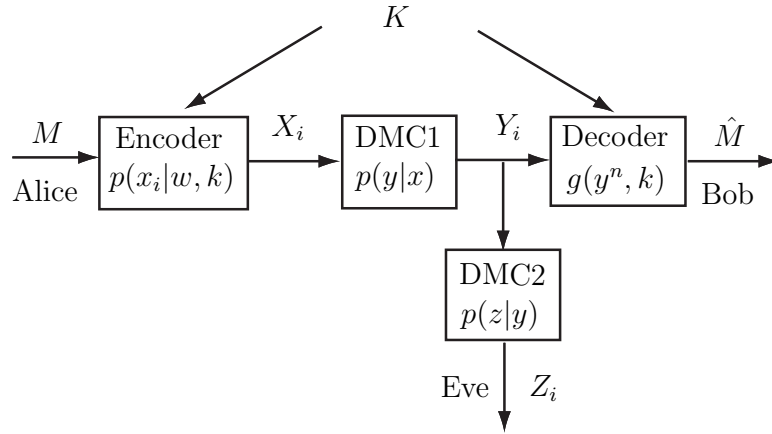 K
M
Alice
Encoder
p(x_i|w, k)
X_i
DMC1
p(y|x)
Y_i
Decoder
g(y^n, k)
M̂
Bob
DMC2
p(z|y)
Eve
Z_i